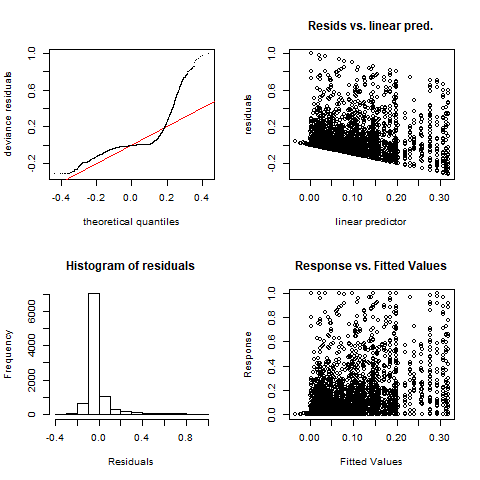 deviance residuals
-0.2 0.2 0.6 1.0
-0.4 -0.2 0.0 0.2 0.4
theoretical quantiles
Resids vs. linear pred.
residuals
-0.2 0.2 0.6 1.0
0.00 0.10 0.20 0.30
linear predictor
Histogram of residuals
Frequency
0 2000 4000 6000
-0.4 0.0 0.4 0.8
Residuals
Response vs. Fitted Values
Response
0.0 0.2 0.4 0.6 0.8 1.0
0.00 0.10 0.20 0.30
Fitted Values